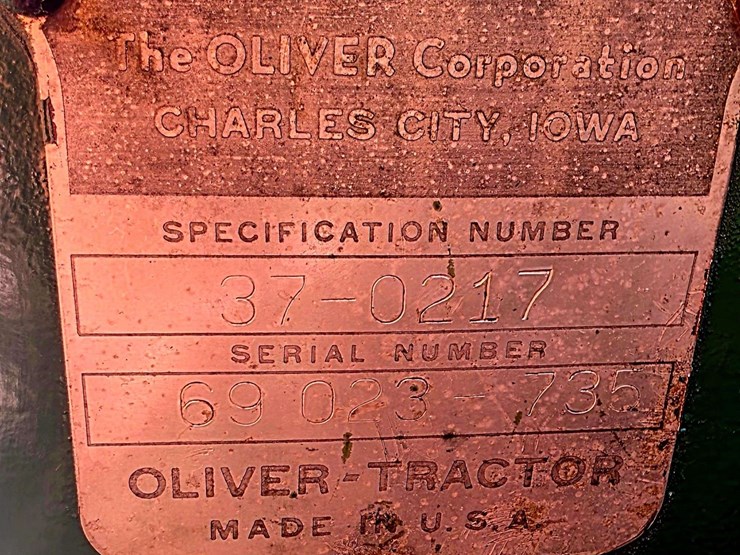 The OLIVER Corporation
CHARLES CITY, IOWA
SPECIFICATION NUMBER
37-0217
SERIAL NUMBER
69 023-735
OLIVER-TRACTOR
MADE IN U.S.A.